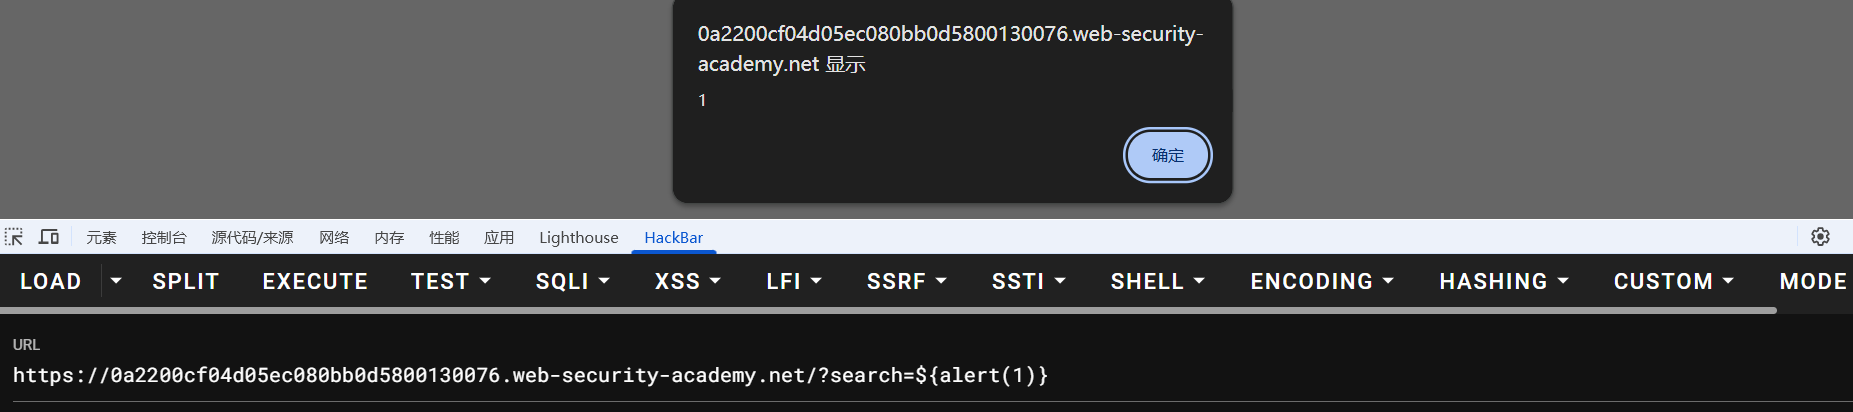 0a2200cf04d05ec080bb0d5800130076.web-security-
academy.net 显示
1
确定
元素 控制台 源代码/来源 网络 内存 性能 应用 Lighthouse HackBar
LOAD SPLIT EXECUTE TEST SQLI XSS LFI SSRF SSTI SHELL ENCODING HASHING CUSTOM MODE
URL
https://0a2200cf04d05ec080bb0d5800130076.web-security-academy.net/?search=${alert(1)}